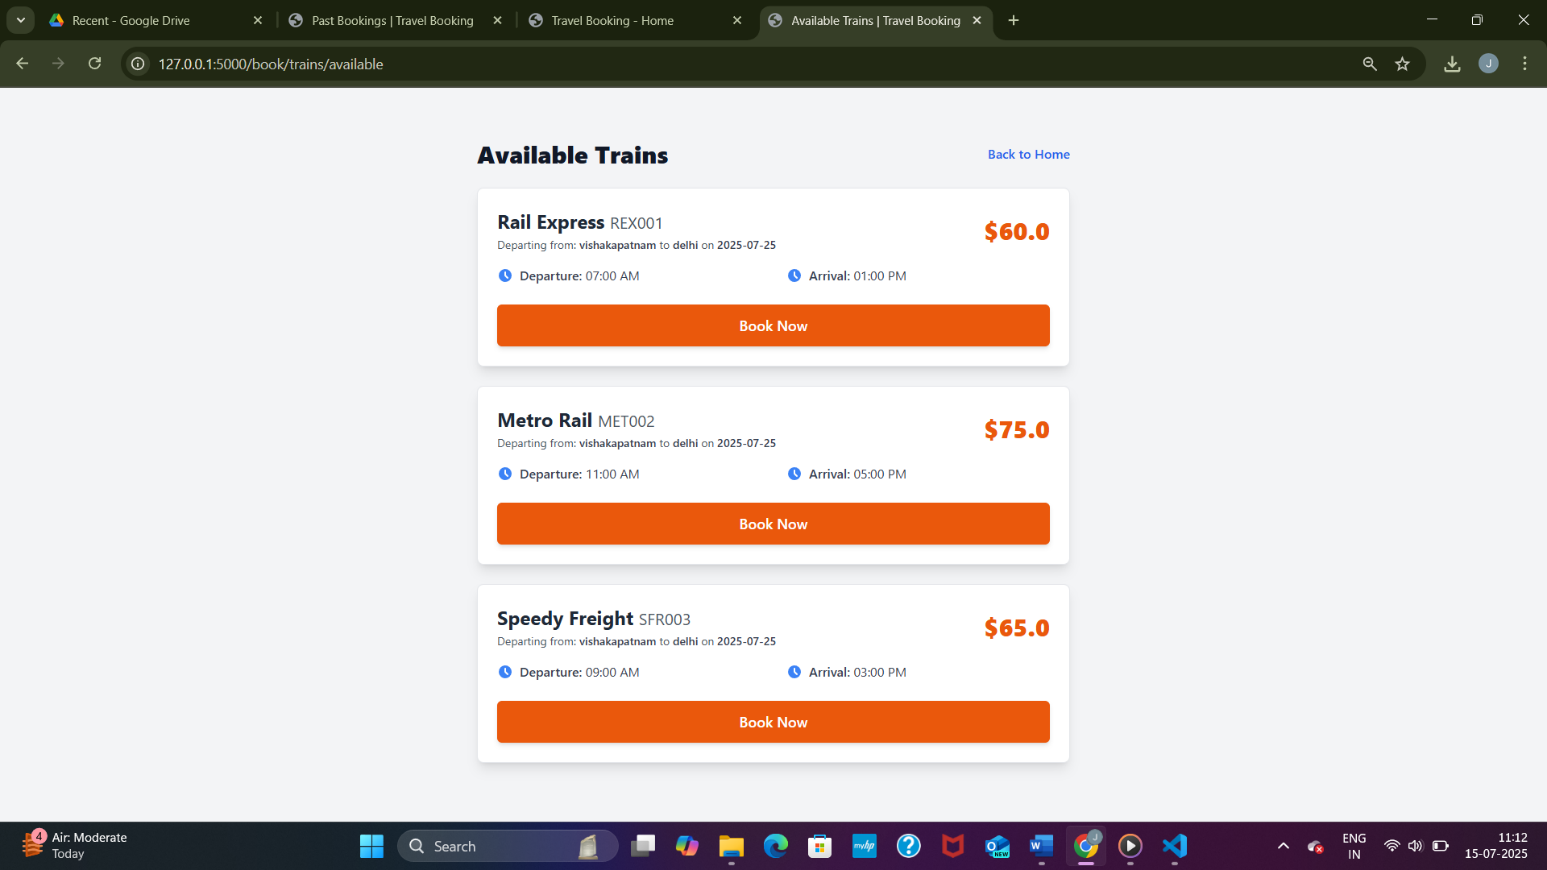 Recent - Google Drive
Past Bookings | Travel Booking
Travel Booking - Home
Available Trains | Travel Booking
127.0.0.1:5000/book/trains/available
J
Available Trains
Back to Home
Rail Express REX001
$60.0
Departing from: vishakapatnam to delhi on 2025-07-25
Departure: 07:00 AM
Arrival: 01:00 PM
Book Now
Metro Rail MET002
$75.0
Departing from: vishakapatnam to delhi on 2025-07-25
Departure: 11:00 AM
Arrival: 05:00 PM
Book Now
Speedy Freight SFR003
$65.0
Departing from: vishakapatnam to delhi on 2025-07-25
Departure: 09:00 AM
Arrival: 03:00 PM
Book Now
4
Air: Moderate
Today
Search
myhp
NEW
W
J
ENG
IN
11:12
15-07-2025